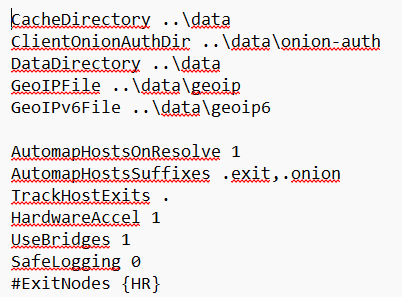 CacheDirectory ..\data
ClientOnionAuthDir ..\data\onion-auth
DataDirectory ..\data
GeoIPFile ..\data\geoip
GeoIPv6File ..\data\geoip6
AutomapHostsOnResolve 1
AutomapHostsSuffixes .exit,.onion
TrackHostExits .
HardwareAccel 1
UseBridges 1
SafeLogging 0
#ExitNodes {HR}